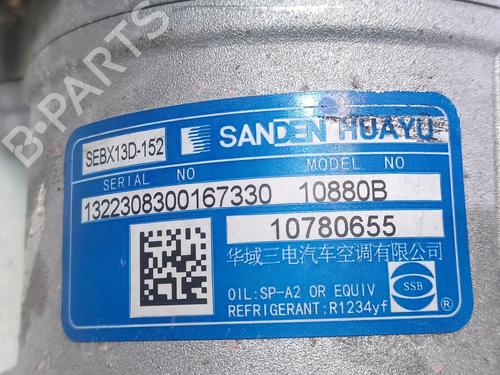 B-PARTS
SEBX13D-152
SANDEN HUAYU
SERIAL NO MODEL NO
1322308300167330 10880B
10780655
华域三电汽车空调有限公司
OIL:SP-A2 OR EQUIV
REFRIGERANT:R1234yf
SSB
®